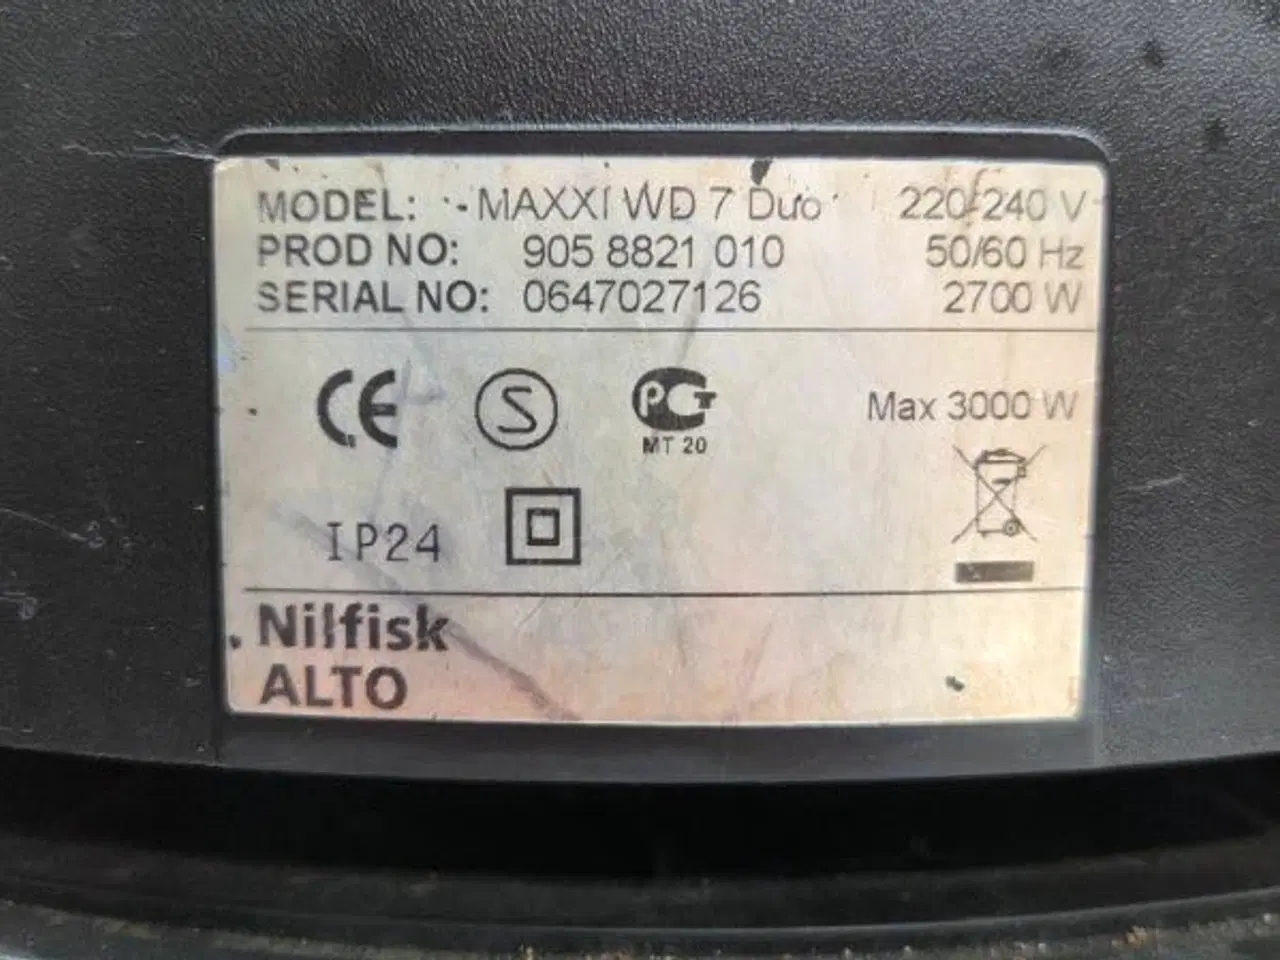 MODEL: MAXXI WD 7 Duo 220-240 V
PROD NO: 905 8821 010 50/60 Hz
SERIAL NO: 0647027126 2700 W
CE S PCT Max 3000 W
MT 20
IP24
Nilfisk
ALTO